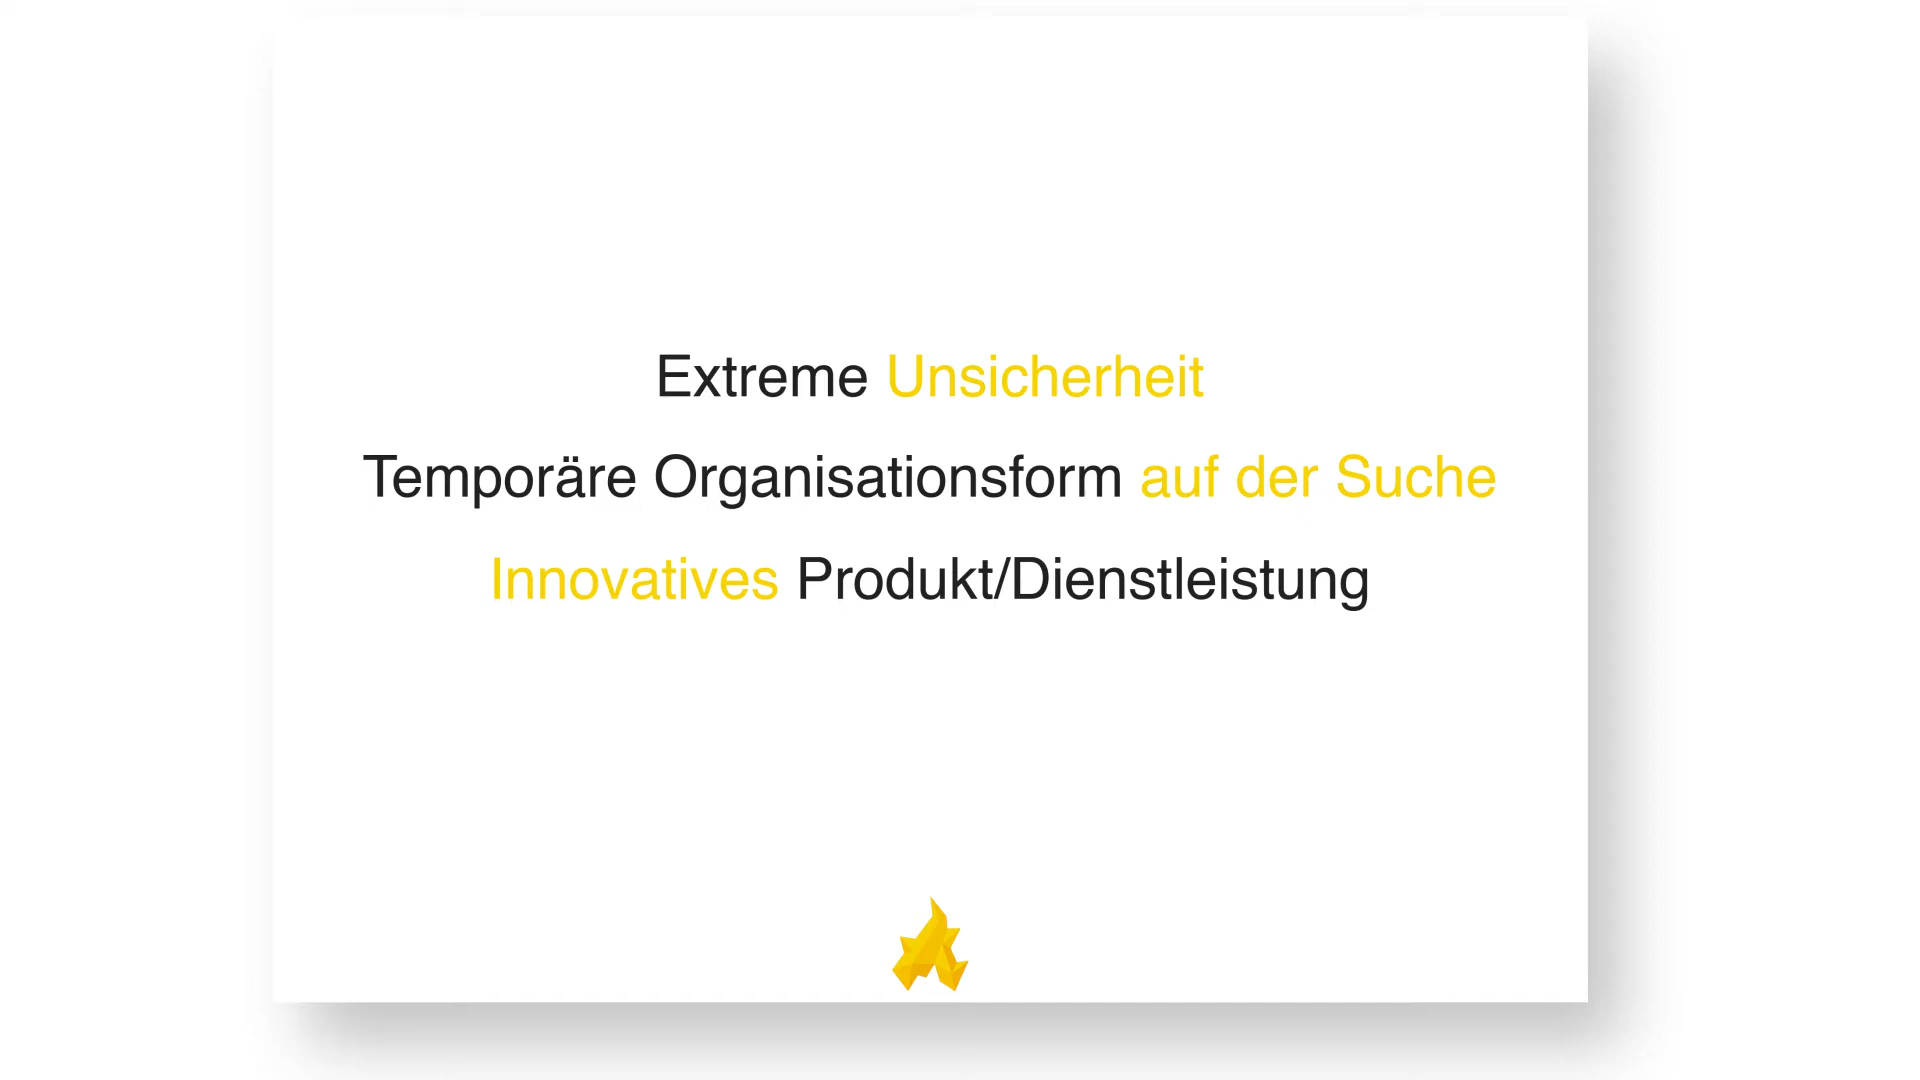 Extreme Unsicherheit
Temporäre Organisationsform auf der Suche
Innovatives Produkt/Dienstleistung